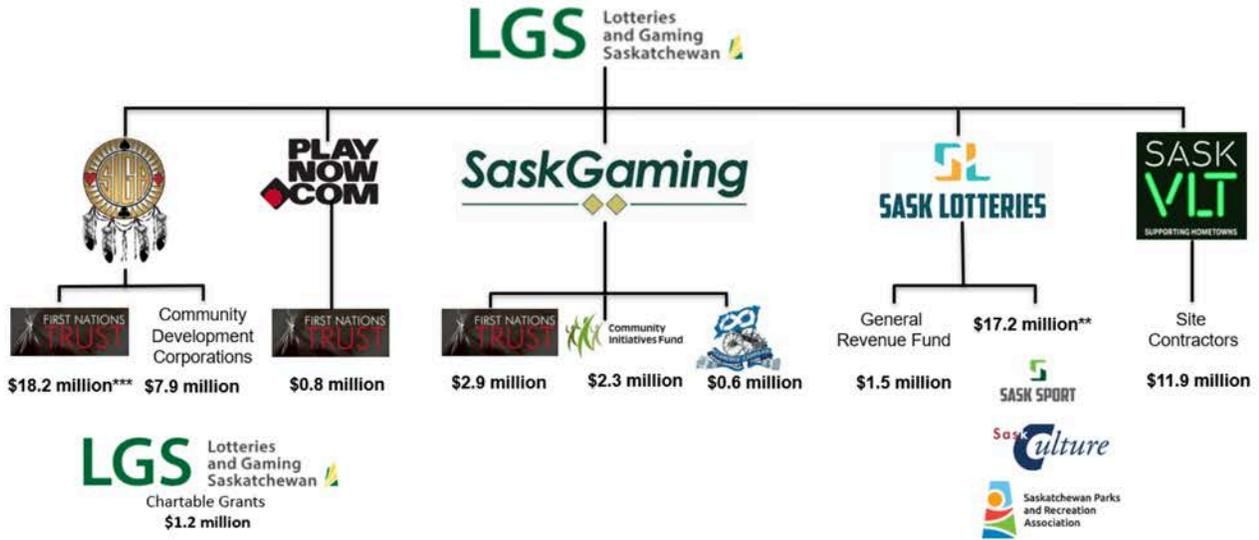 LGS Lotteries
and Gaming
Saskatchewan
SIGA
PLAY
NOW
COM
SaskGaming
SL
SASK LOTTERIES
SASK
VLT
SUPPORTING HOMETOWNS
FIRST NATIONS
TRUST
$18.2 million***
Community
Development
Corporations
$7.9 million
FIRST NATIONS
TRUST
$0.8 million
FIRST NATIONS
TRUST
$2.9 million
Community
Initiatives Fund
$2.3 million
$0.6 million
General
Revenue Fund
$1.5 million
$17.2 million**
SASK SPORT
SaskCulture
Saskatchewan Parks
and Recreation
Association
Site
Contractors
$11.9 million
LGS Lotteries
and Gaming
Saskatchewan
Chartable Grants
$1.2 million